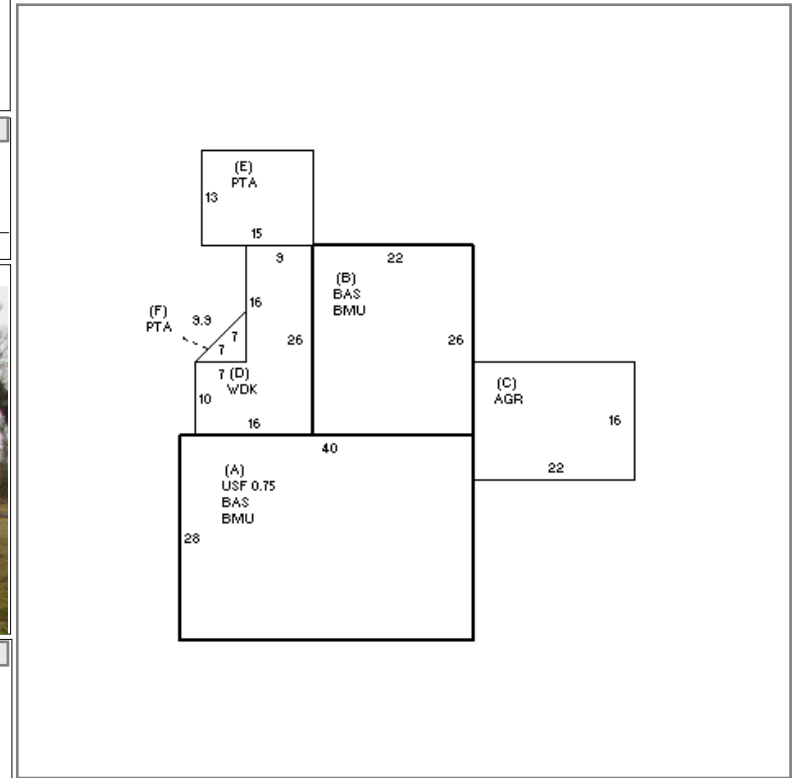 (E)
PTA
13
15
9
22
(B)
BAS
BMU
16
(F)
PTA
9.9
7
7
26
26
7 (D)
WDK
10
16
(C)
AGR
16
22
40
(A)
USF 0.75
BAS
BMU
28